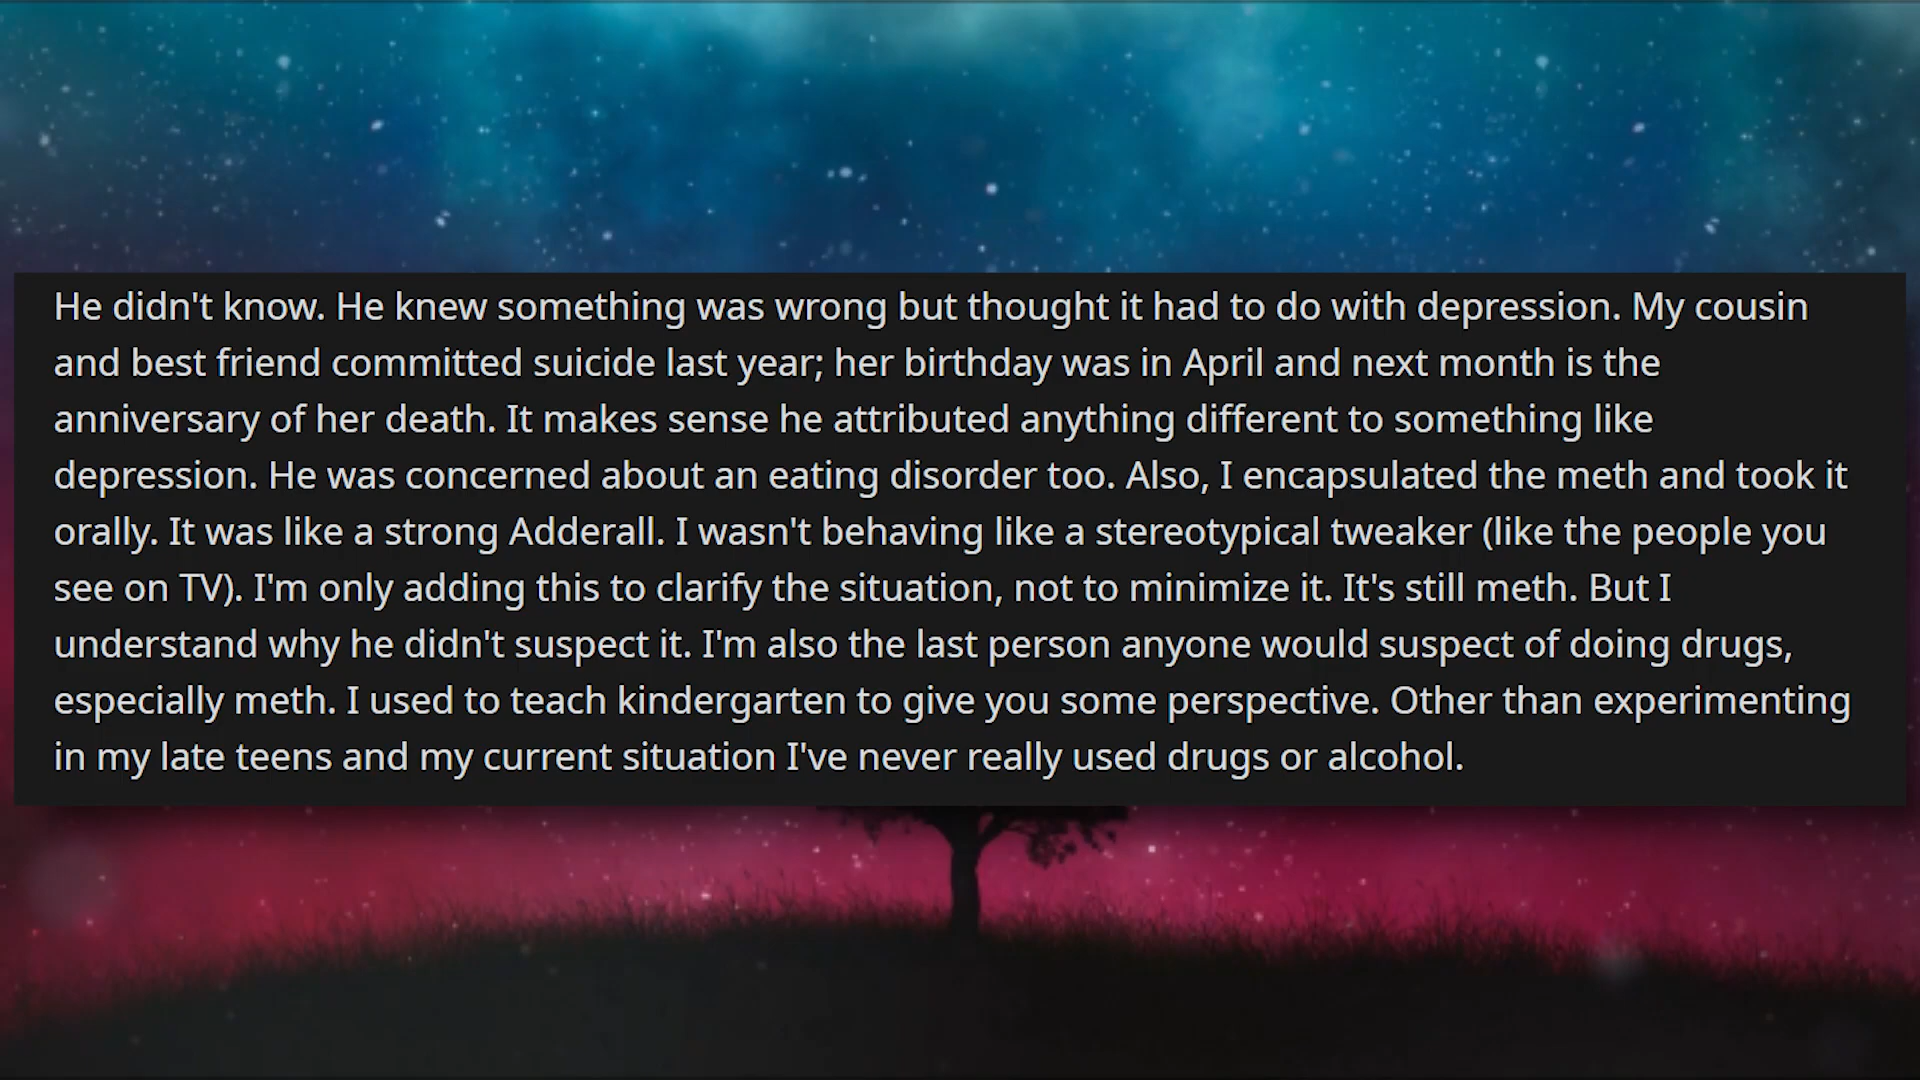 He didn't know. He knew something was wrong but thought it had to do with depression. My cousin
and best friend committed suicide last year; her birthday was in April and next month is the
anniversary of her death. It makes sense he attributed anything different to something like
depression. He was concerned about an eating disorder too. Also, I encapsulated the meth and took it
orally. It was like a strong Adderall. I wasn't behaving like a stereotypical tweaker (like the people you
see on TV). I'm only adding this to clarify the situation, not to minimize it. It's still meth. But I
understand why he didn't suspect it. I'm also the last person anyone would suspect of doing drugs,
especially meth. I used to teach kindergarten to give you some perspective. Other than experimenting
in my late teens and my current situation I've never really used drugs or alcohol.